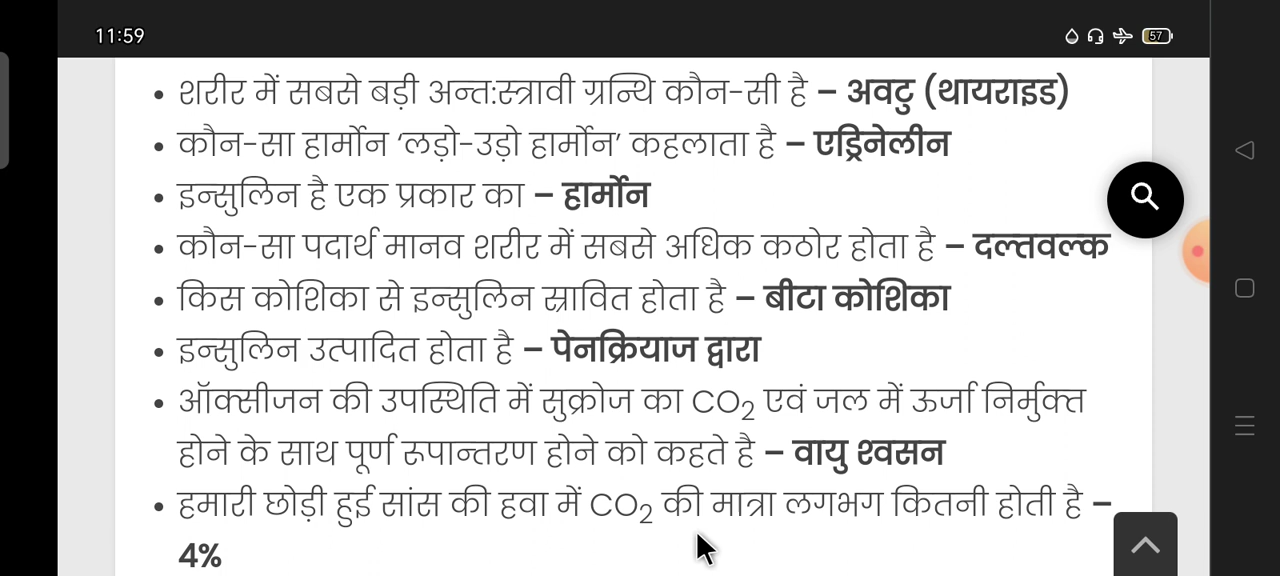 11:59
57
• शरीर में सबसे बड़ी अन्त:स्त्रावी ग्रन्थि कौन-सी है – अवटु (थायराइड)
• कौन-सा हार्मोन ‘लड़ो-उड़ो हार्मोन’ कहलाता है – एड्रिनेलीन
• इन्सुलिन है एक प्रकार का – हार्मोन
• कौन-सा पदार्थ मानव शरीर में सबसे अधिक कठोर होता है – दल्तवल्क
• किस कोशिका से इन्सुलिन स्रावित होता है – बीटा कोशिका
• इन्सुलिन उत्पादित होता है – पेनक्रियाज द्वारा
• ऑक्सीजन की उपस्थिति में सुक्रोज का CO₂ एवं जल में ऊर्जा निर्मुक्त
होने के साथ पूर्ण रूपान्तरण होने को कहते है – वायु श्वसन
• हमारी छोड़ी हुई सांस की हवा में CO₂ की मात्रा लगभग कितनी होती है –
4%